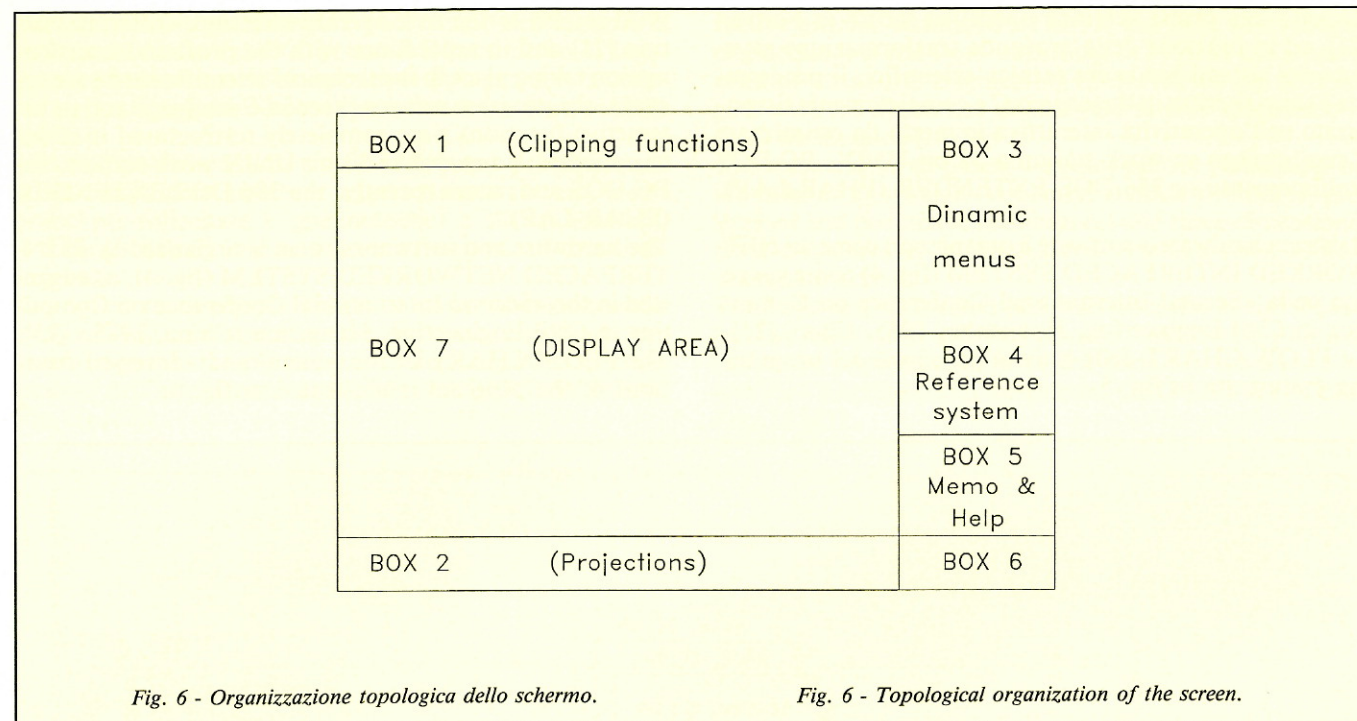 BOX 1 (Clipping functions)
BOX 3
Dinamic
menus
BOX 7 (DISPLAY AREA)
BOX 4
Reference
system
BOX 5
Memo &
Help
BOX 2 (Projections)
BOX 6
Fig. 6 - Organizzazione topologica dello schermo.
Fig. 6 - Topological organization of the screen.